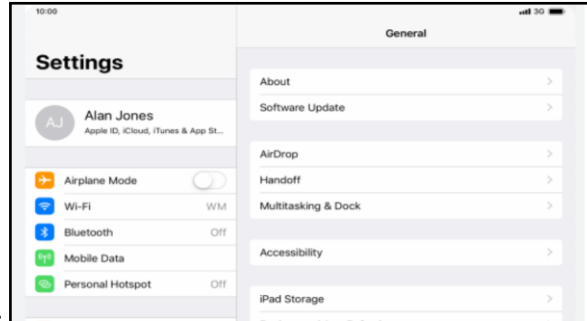 10:00
3G
Settings
General
AJ
Alan Jones
Apple ID, iCloud, iTunes & App St...
Airplane Mode
Wi-Fi WM
Bluetooth Off
Mobile Data
Personal Hotspot Off
About
Software Update
AirDrop
Handoff
Multitasking & Dock
Accessibility
iPad Storage